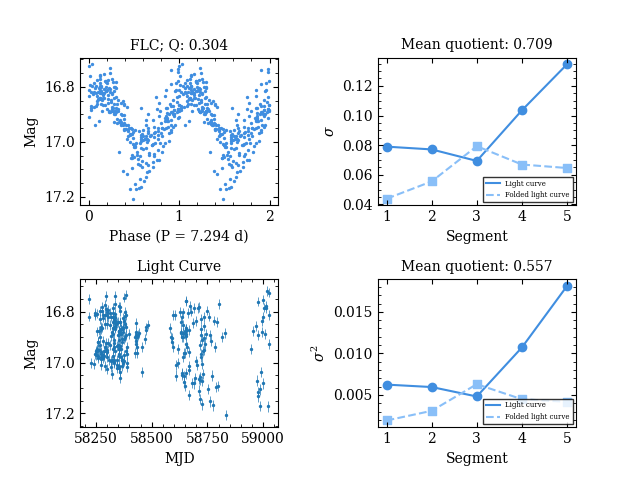 FLC; Q: 0.304
Mag
16.8
17.0
17.2
0
1
2
Phase (P = 7.294 d)
Mean quotient: 0.709
σ
0.12
0.10
0.08
0.06
0.04
Light curve
Folded light curve
1
2
3
4
5
Segment
Light Curve
Mag
16.8
17.0
17.2
58250
58500
58750
59000
MJD
Mean quotient: 0.557
σ²
0.015
0.010
0.005
Light curve
Folded light curve
1
2
3
4
5
Segment